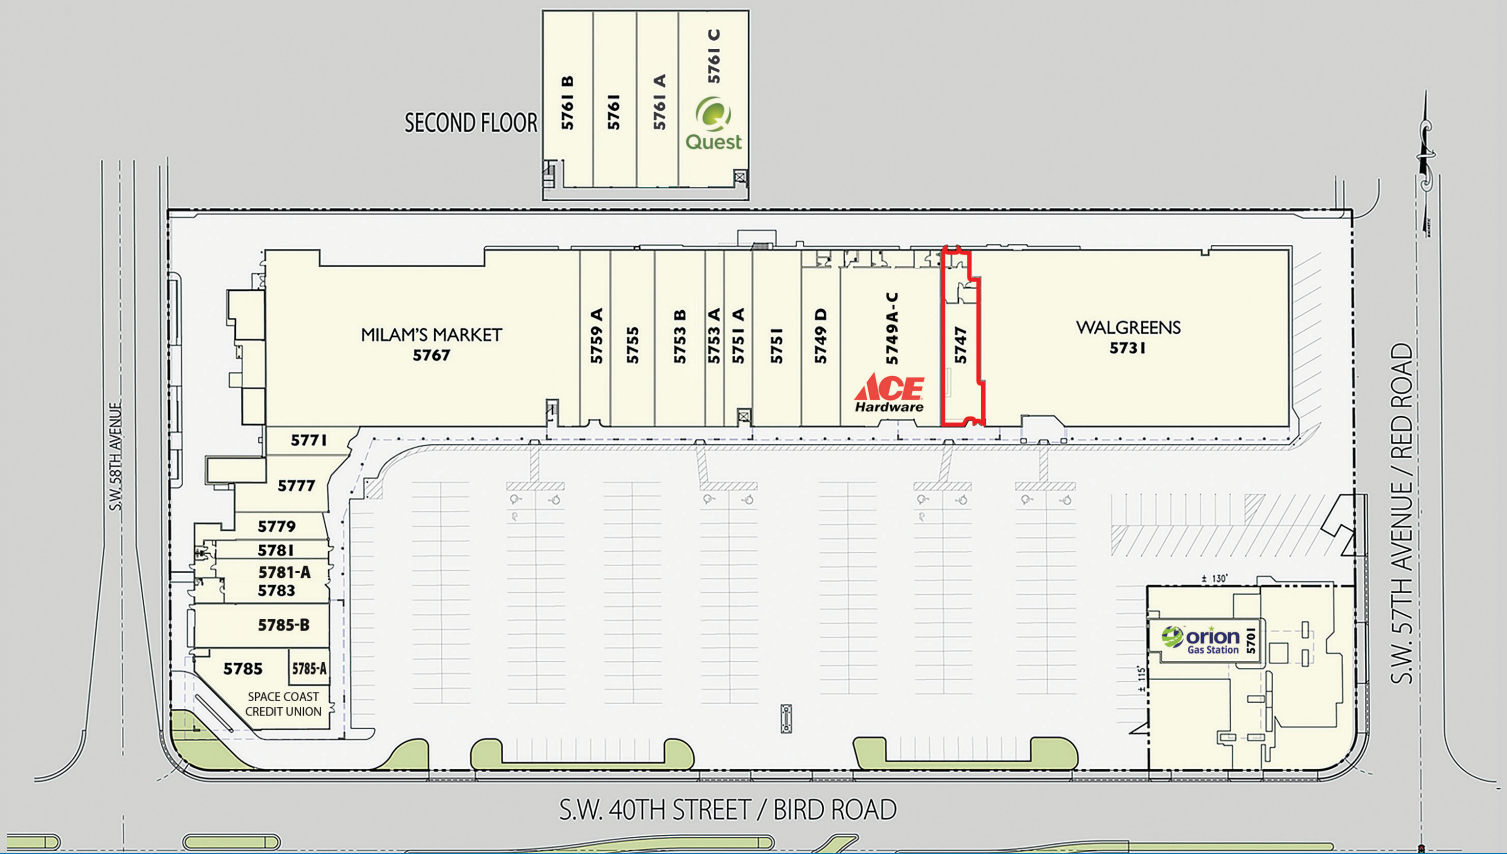 SECOND FLOOR
5761 B
5761
5761 A
5761 C
Quest
MILAM'S MARKET
5767
5759 A
5755
5753 B
5753 A
5751 A
5751
5749 D
5749A-C
ACE
Hardware
5747
WALGREENS
5731
5771
5777
5779
5781
5781-A
5783
5785-B
5785
5785-A
SPACE COAST
CREDIT UNION
± 130'
± 115'
orion
Gas Station
5701
S.W. 58TH AVENUE
S.W. 57TH AVENUE / RED ROAD
S.W. 40TH STREET / BIRD ROAD